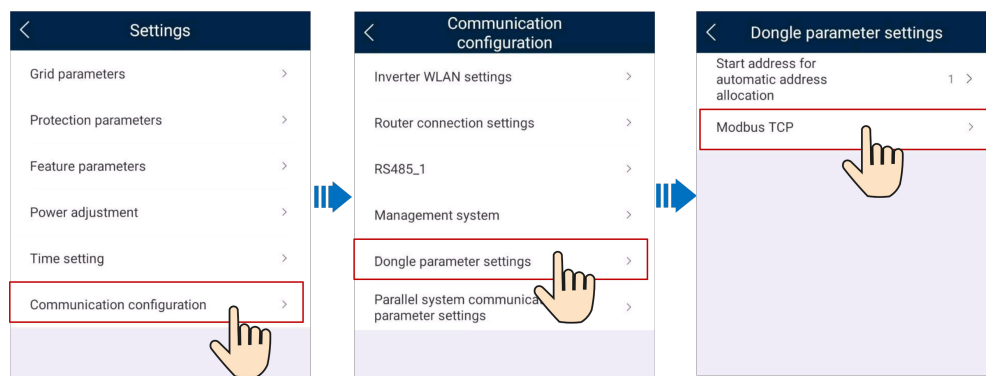 Settings
Grid parameters
Protection parameters
Feature parameters
Power adjustment
Time setting
Communication configuration
Communication
configuration
Inverter WLAN settings
Router connection settings
RS485_1
Management system
Dongle parameter settings
Parallel system
parameter settings
Dongle parameter settings
Start address for
automatic address
allocation
1
Modbus TCP